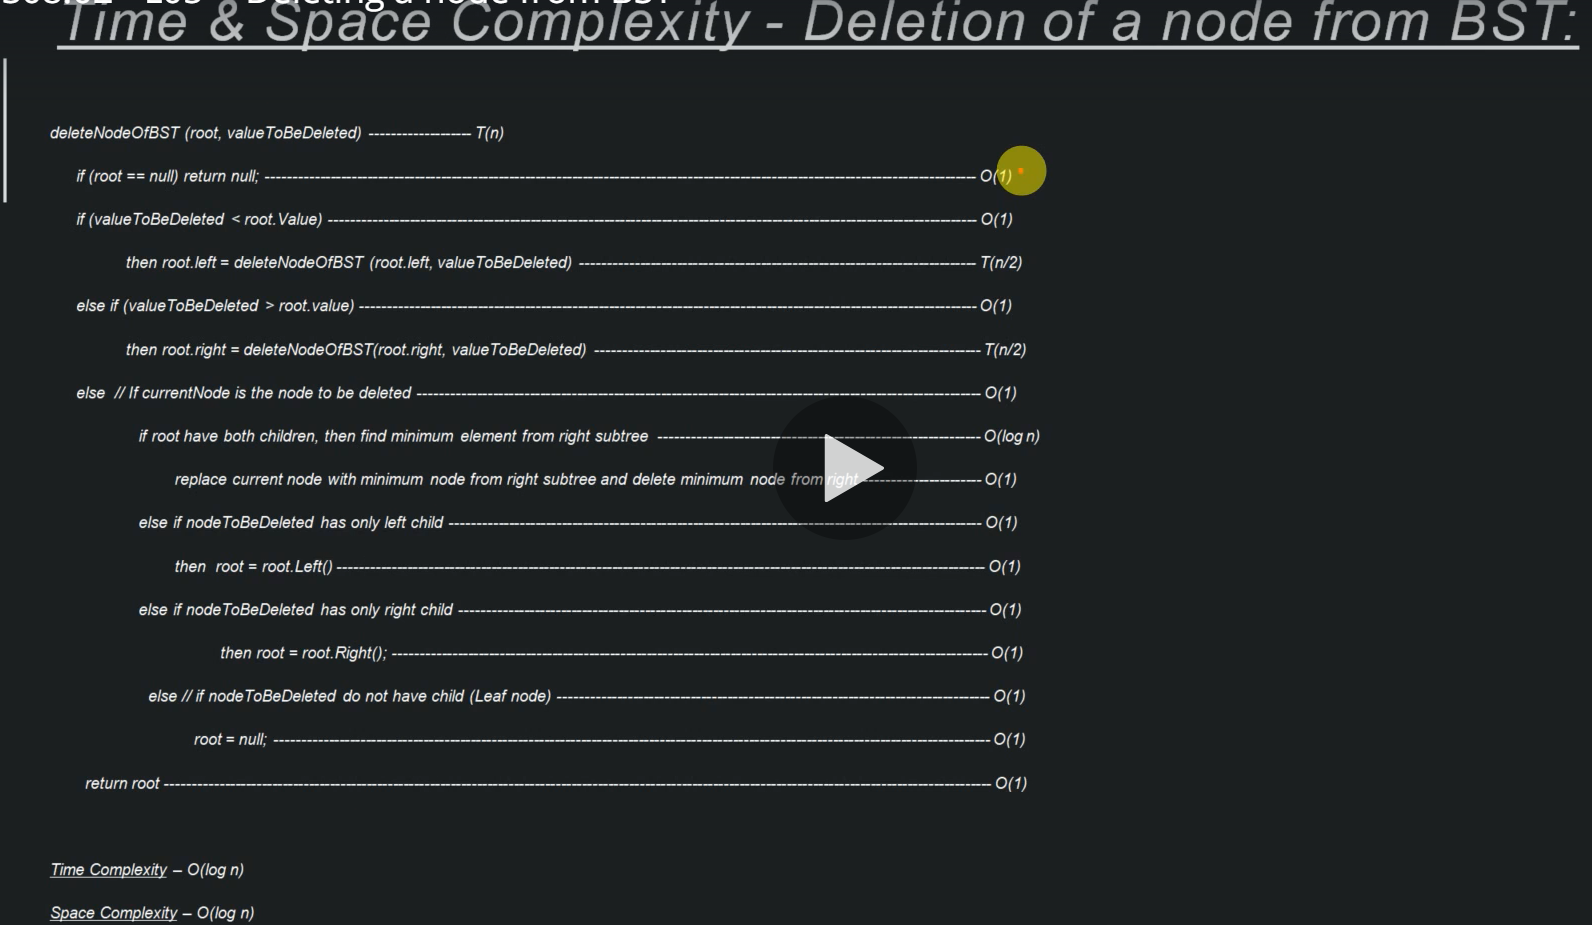 Deleting a node from BST
Time & Space Complexity - Deletion of a node from BST:
deleteNodeOfBST (root, valueToBeDeleted) ------------------- T(n)
if (root == null) return null; ------------------- O(1)
if (valueToBeDeleted < root.Value) ------------------- O(1)
then root.left = deleteNodeOfBST (root.left, valueToBeDeleted) ------------------- T(n/2)
else if (valueToBeDeleted > root.value) ------------------- O(1)
then root.right = deleteNodeOfBST(root.right, valueToBeDeleted) ------------------- T(n/2)
else // If currentNode is the node to be deleted ------------------- O(1)
if root have both children, then find minimum element from right subtree ------------------- O(log n)
replace current node with minimum node from right subtree and delete minimum node from right ------------------- O(1)
else if nodeToBeDeleted has only left child ------------------- O(1)
then root = root.Left() ------------------- O(1)
else if nodeToBeDeleted has only right child ------------------- O(1)
then root = root.Right(); ------------------- O(1)
else // if nodeToBeDeleted do not have child (Leaf node) ------------------- O(1)
root = null; ------------------- O(1)
return root ------------------- O(1)
Time Complexity – O(log n)
Space Complexity – O(log n)